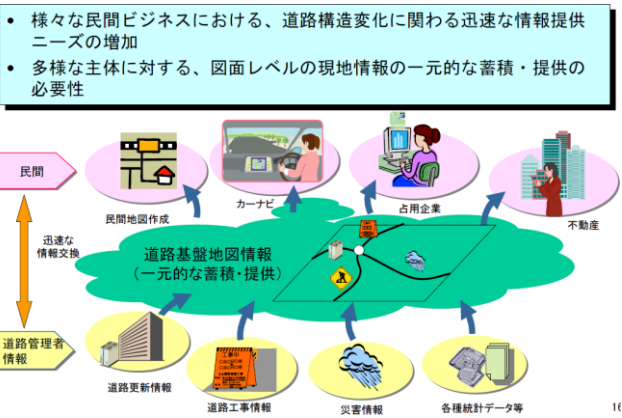 • 様々な民間ビジネスにおける、道路構造変化に関わる迅速な情報提供
ニーズの増加
• 多様な主体に対する、図面レベルの現地情報の一元的な蓄積・提供の
必要性
民間
民間地図作成
カーナビ
占用企業
不動産
迅速な
情報交換
道路基盤地図情報
（一元的な蓄積・提供）
道路管理者
情報
道路更新情報
工事中
道路工事情報
災害情報
各種統計データ等
16